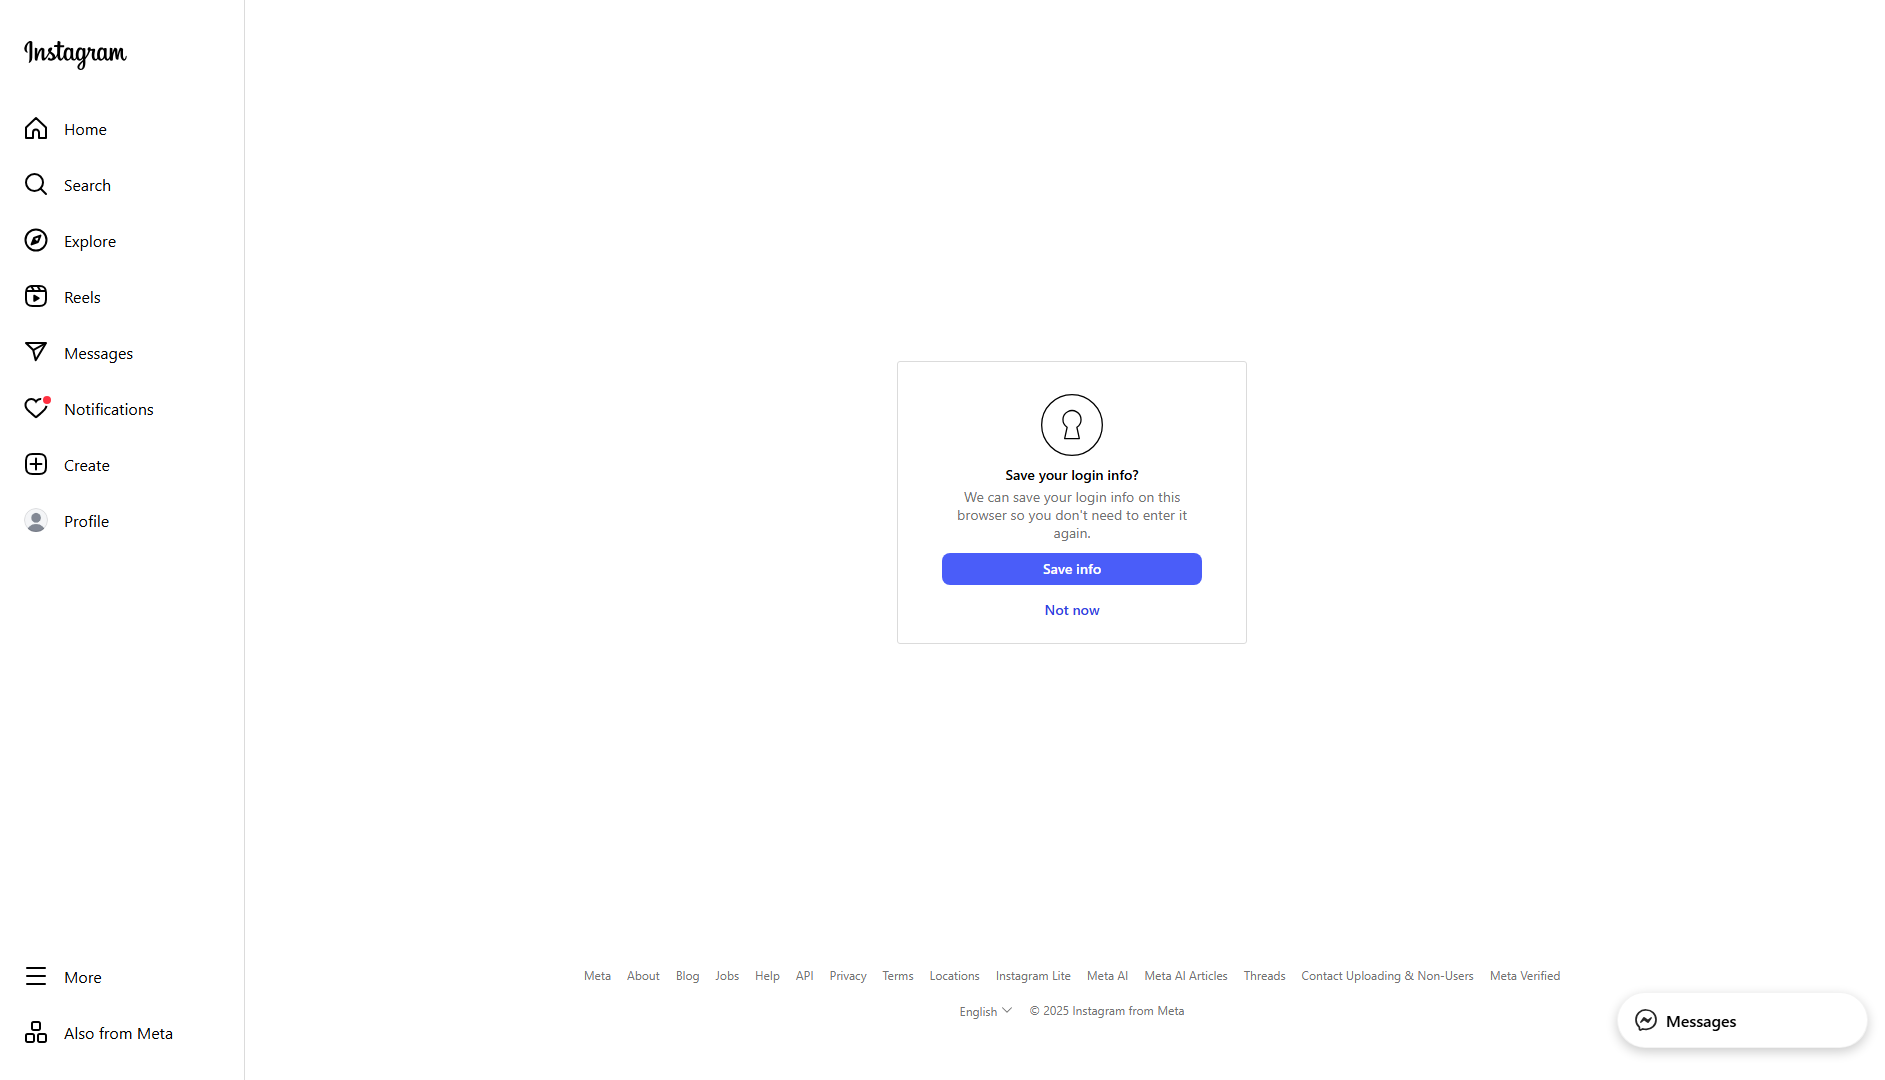 Instagram
Home
Search
Explore
Reels
Messages
Notifications
Create
Profile
More
Also from Meta
Save your login info?
We can save your login info on this
browser so you don't need to enter it
again.
Save info
Not now
Meta About Blog Jobs Help API Privacy Terms Locations Instagram Lite Meta AI Meta AI Articles Threads Contact Uploading & Non-Users Meta Verified
English © 2025 Instagram from Meta
Messages